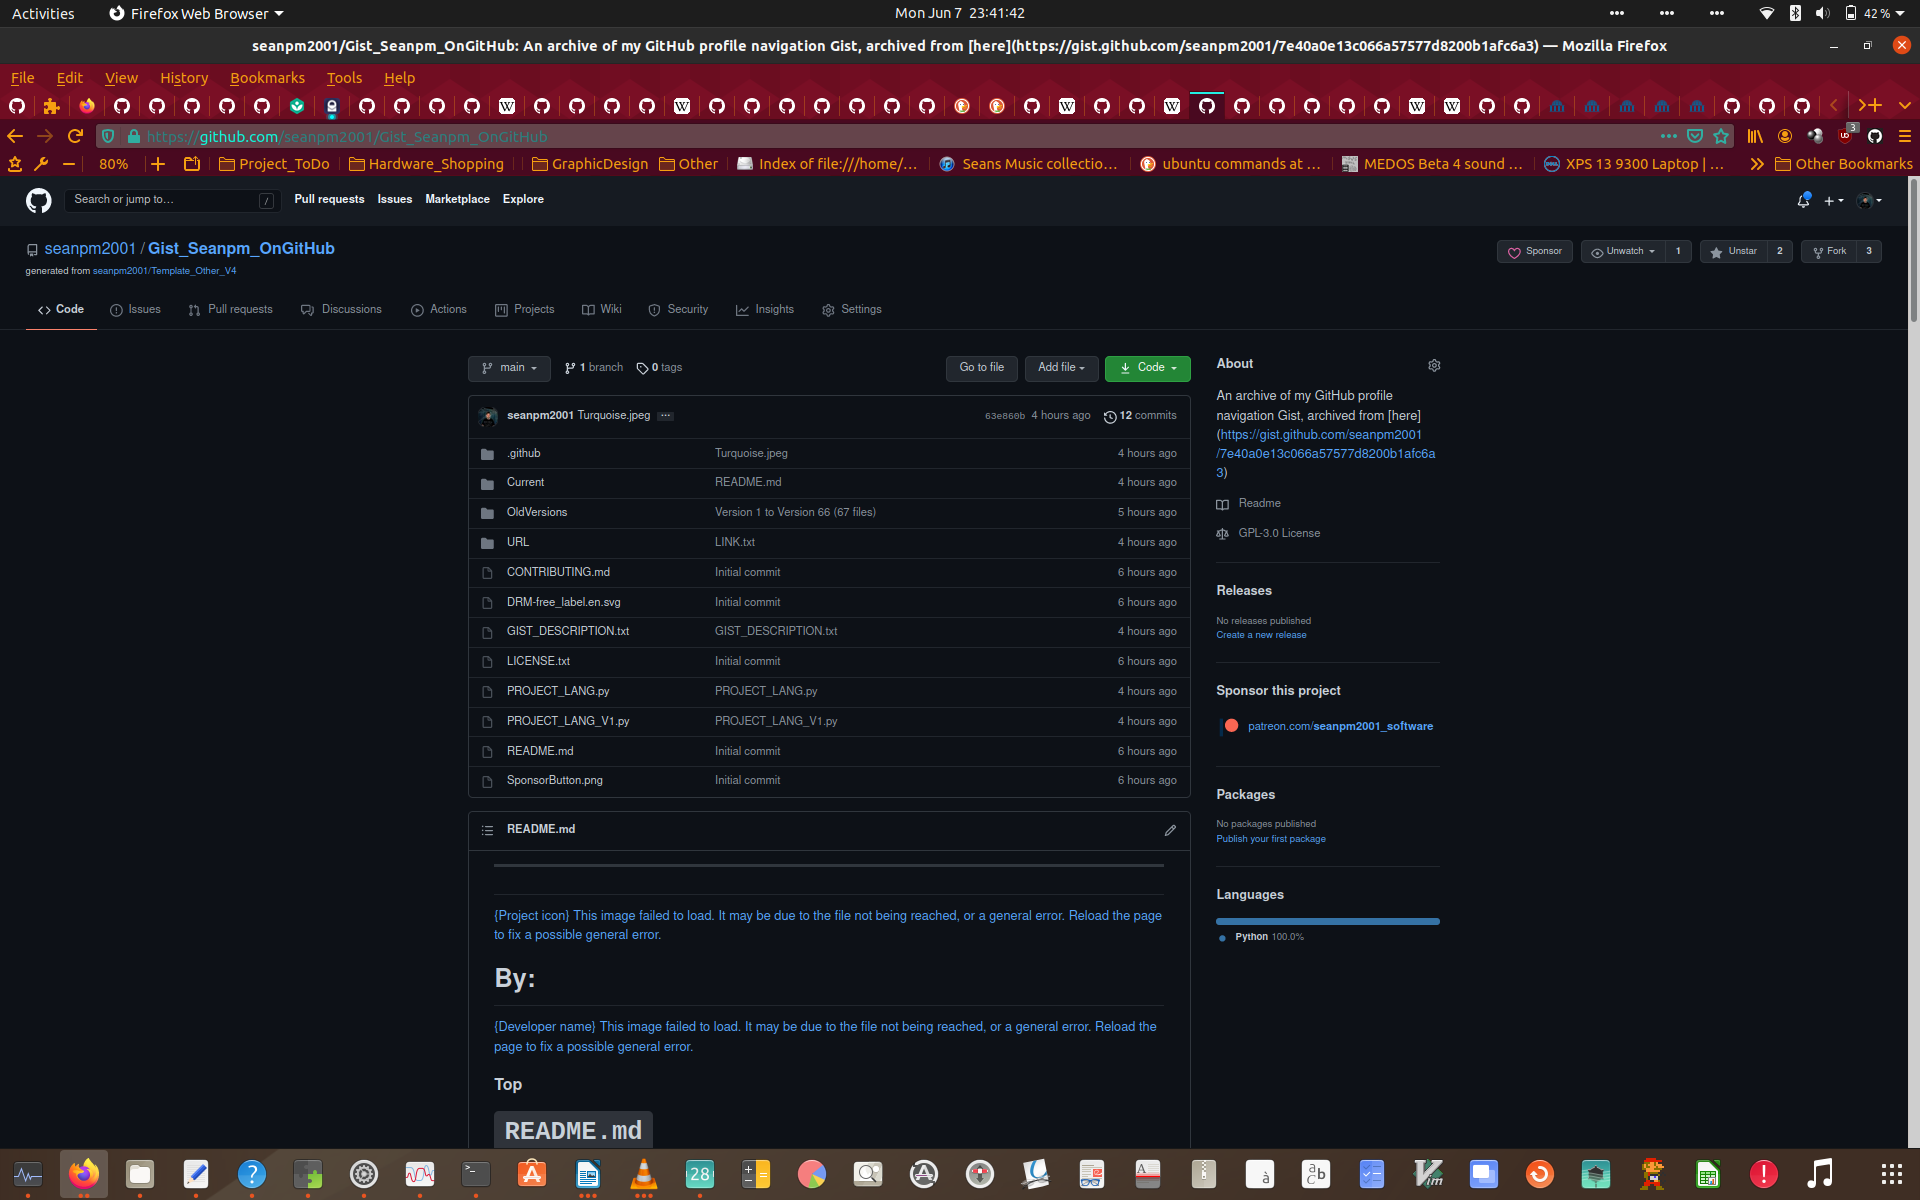 Activities
Firefox Web Browser
Mon Jun 7 23:41:42
42 %
seanpm2001/Gist_Seanpm_OnGitHub: An archive of my GitHub profile navigation Gist, archived from [here](https://gist.github.com/seanpm2001/7e40a0e13c066a57577d8200b1afc6a3) — Mozilla Firefox
File Edit View History Bookmarks Tools Help
https://github.com/seanpm2001/Gist_Seanpm_OnGitHub
3
80%
Project_ToDo
Hardware_Shopping
GraphicDesign
Other
Index of file:///home/…
Seans Music collectio…
ubuntu commands at …
MEDOS Beta 4 sound …
XPS 13 9300 Laptop | …
Other Bookmarks
Search or jump to…
/
Pull requests Issues Marketplace Explore
seanpm2001 / Gist_Seanpm_OnGitHub
Sponsor
Unwatch 1
Unstar 2
Fork 3
generated from seanpm2001/Template_Other_V4
Code
Issues
Pull requests
Discussions
Actions
Projects
Wiki
Security
Insights
Settings
main
1 branch
0 tags
Go to file
Add file
Code
seanpm2001 Turquoise.jpeg …
63e860b 4 hours ago
12 commits
.github Turquoise.jpeg 4 hours ago
Current README.md 4 hours ago
OldVersions Version 1 to Version 66 (67 files) 5 hours ago
URL LINK.txt 4 hours ago
CONTRIBUTING.md Initial commit 6 hours ago
DRM-free_label.en.svg Initial commit 6 hours ago
GIST_DESCRIPTION.txt GIST_DESCRIPTION.txt 4 hours ago
LICENSE.txt Initial commit 6 hours ago
PROJECT_LANG.py PROJECT_LANG.py 4 hours ago
PROJECT_LANG_V1.py PROJECT_LANG_V1.py 4 hours ago
README.md Initial commit 6 hours ago
SponsorButton.png Initial commit 6 hours ago
README.md
{Project icon} This image failed to load. It may be due to the file not being reached, or a general error. Reload the page
to fix a possible general error.
By:
{Developer name} This image failed to load. It may be due to the file not being reached, or a general error. Reload the
page to fix a possible general error.
Top
README.md
About
An archive of my GitHub profile
navigation Gist, archived from [here]
(https://gist.github.com/seanpm2001
/7e40a0e13c066a57577d8200b1afc6a
3)
Readme
GPL-3.0 License
Releases
No releases published
Create a new release
Sponsor this project
patreon.com/seanpm2001_software
Packages
No packages published
Publish your first package
Languages
Python 100.0%
28